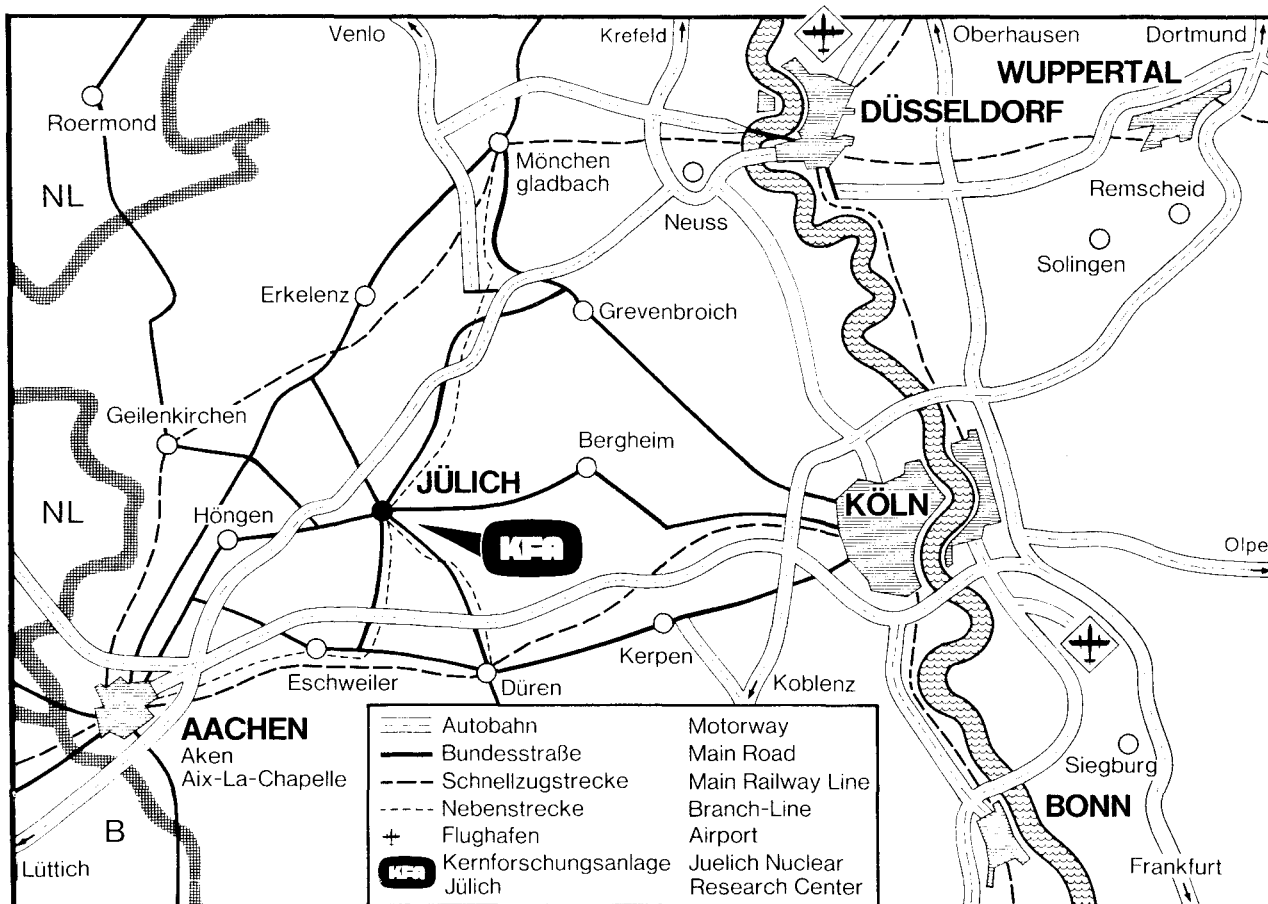 Venlo
Krefeld
Oberhausen
Dortmund
WUPPERTAL
DÜSSELDORF
Roermond
Mönchen
gladbach
NL
Neuss
Remscheid
Solingen
Erkelenz
Grevenbroich
Geilenkirchen
Bergheim
JÜLICH
NL
Höngen
KFA
KÖLN
Olpe
Eschweiler
Düren
Kerpen
Koblenz
AACHEN
Aken
Aix-La-Chapelle
Siegburg
BONN
B
Lüttich
Frankfurt
Autobahn Motorway
Bundesstraße Main Road
Schnellzugstrecke Main Railway Line
Nebenstrecke Branch-Line
Flughafen Airport
KFA Kernforschungsanlage Juelich Nuclear
Jülich Research Center